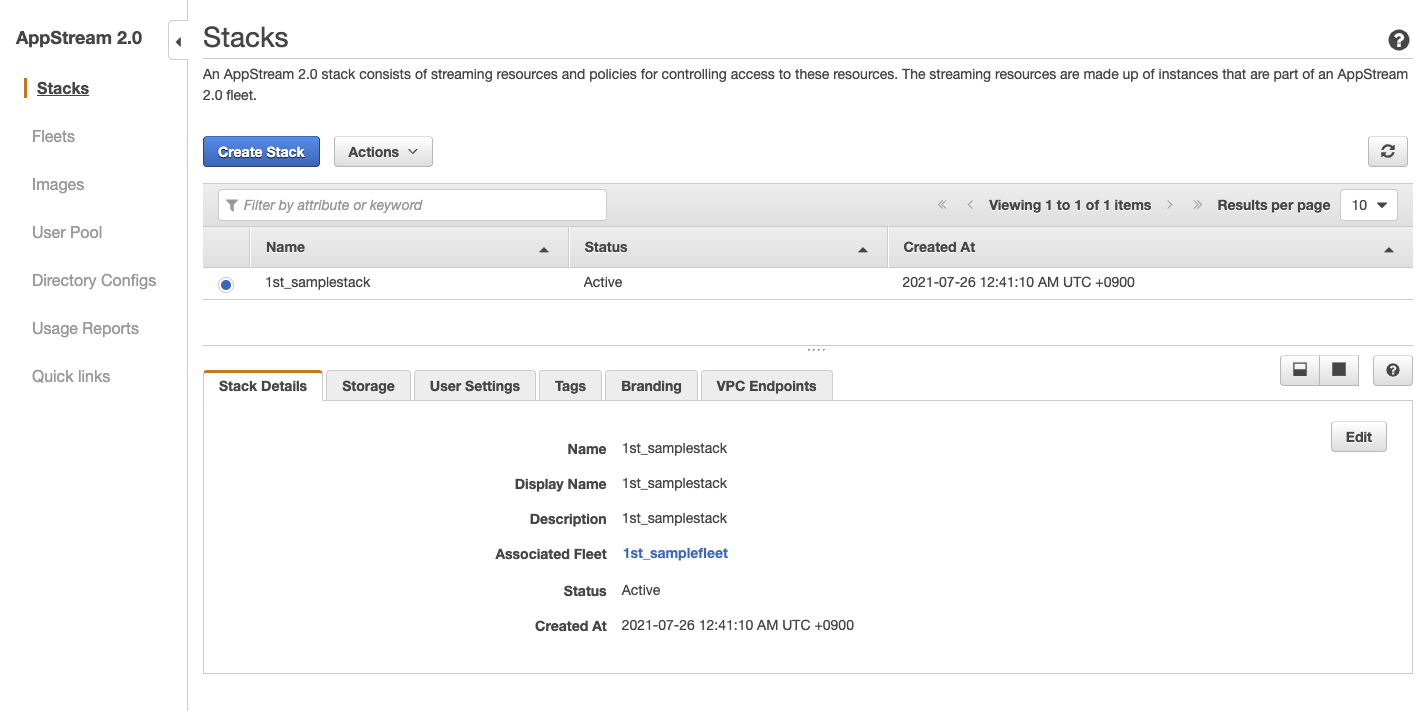 AppStream 2.0
Stacks
Fleets
Images
User Pool
Directory Configs
Usage Reports
Quick links
Stacks
An AppStream 2.0 stack consists of streaming resources and policies for controlling access to these resources. The streaming resources are made up of instances that are part of an AppStream
2.0 fleet.
Create Stack Actions
Filter by attribute or keyword « < Viewing 1 to 1 of 1 items > » Results per page 10
Name Status Created At
1st_samplestack Active 2021-07-26 12:41:10 AM UTC +0900
Stack Details Storage User Settings Tags Branding VPC Endpoints
Edit
Name 1st_samplestack
Display Name 1st_samplestack
Description 1st_samplestack
Associated Fleet 1st_samplefleet
Status Active
Created At 2021-07-26 12:41:10 AM UTC +0900